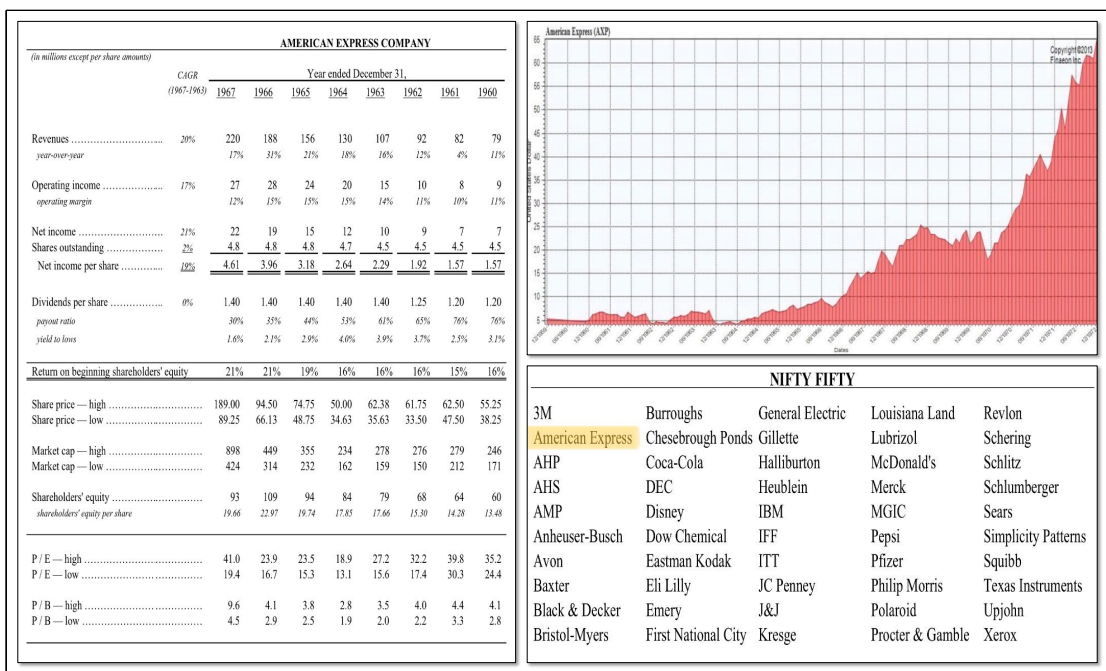 AMERICAN EXPRESS COMPANY
(in millions except per share amounts)
CAGR Year ended December 31,
(1967-1963) 1967 1966 1965 1964 1963 1962 1961 1960
Revenues ………………………... 20% 220 188 156 130 107 92 82 79
year-over-year 17% 31% 21% 18% 16% 12% 4% 11%
Operating income ………………... 17% 27 28 24 20 15 10 8 9
operating margin 12% 15% 15% 15% 14% 11% 10% 11%
Net income ………………………... 21% 22 19 15 12 10 9 7 7
Shares outstanding ………………... 2% 4.8 4.8 4.8 4.7 4.5 4.5 4.5 4.5
Net income per share …………... 19% 4.61 3.96 3.18 2.64 2.29 1.92 1.57 1.57
Dividends per share ……………… 0% 1.40 1.40 1.40 1.40 1.40 1.25 1.20 1.20
payout ratio 30% 35% 44% 53% 61% 65% 76% 76%
yield to lows 1.6% 2.1% 2.9% 4.0% 3.9% 3.7% 2.5% 3.1%
Return on beginning shareholders' equity 21% 21% 19% 16% 16% 16% 15% 16%
Share price — high ………………………… 189.00 94.50 74.75 50.00 62.38 61.75 62.50 55.25
Share price — low ………………………… 89.25 66.13 48.75 34.63 35.63 33.50 47.50 38.25
Market cap — high ………………………… 898 449 355 234 278 276 279 246
Market cap — low ………………………… 424 314 232 162 159 150 212 171
Shareholders' equity ………………………… 93 109 94 84 79 68 64 60
shareholders' equity per share 19.66 22.97 19.74 17.85 17.66 15.30 14.28 13.48
P / E — high ………………………………… 41.0 23.9 23.5 18.9 27.2 32.2 39.8 35.2
P / E — low ………………………………… 19.4 16.7 15.3 13.1 15.6 17.4 30.3 24.4
P / B — high ………………………………… 9.6 4.1 3.8 2.8 3.5 4.0 4.4 4.1
P / B — low ………………………………… 4.5 2.9 2.5 1.9 2.0 2.2 3.3 2.8
American Express (AXP)
Copyright©2013
Finaeon Inc.
65
60
55
50
45
40
35
30
25
20
15
10
5
United States Dollar
Dates
NIFTY FIFTY
3M Burroughs General Electric Louisiana Land Revlon
American Express Chesebrough Ponds Gillette Lubrizol Schering
AHP Coca-Cola Halliburton McDonald's Schlitz
AHS DEC Heublein Merck Schlumberger
AMP Disney IBM MGIC Sears
Anheuser-Busch Dow Chemical IFF Pepsi Simplicity Patterns
Avon Eastman Kodak ITT Pfizer Squibb
Baxter Eli Lilly JC Penney Philip Morris Texas Instruments
Black & Decker Emery J&J Polaroid Upjohn
Bristol-Myers First National City Kresge Procter & Gamble Xerox